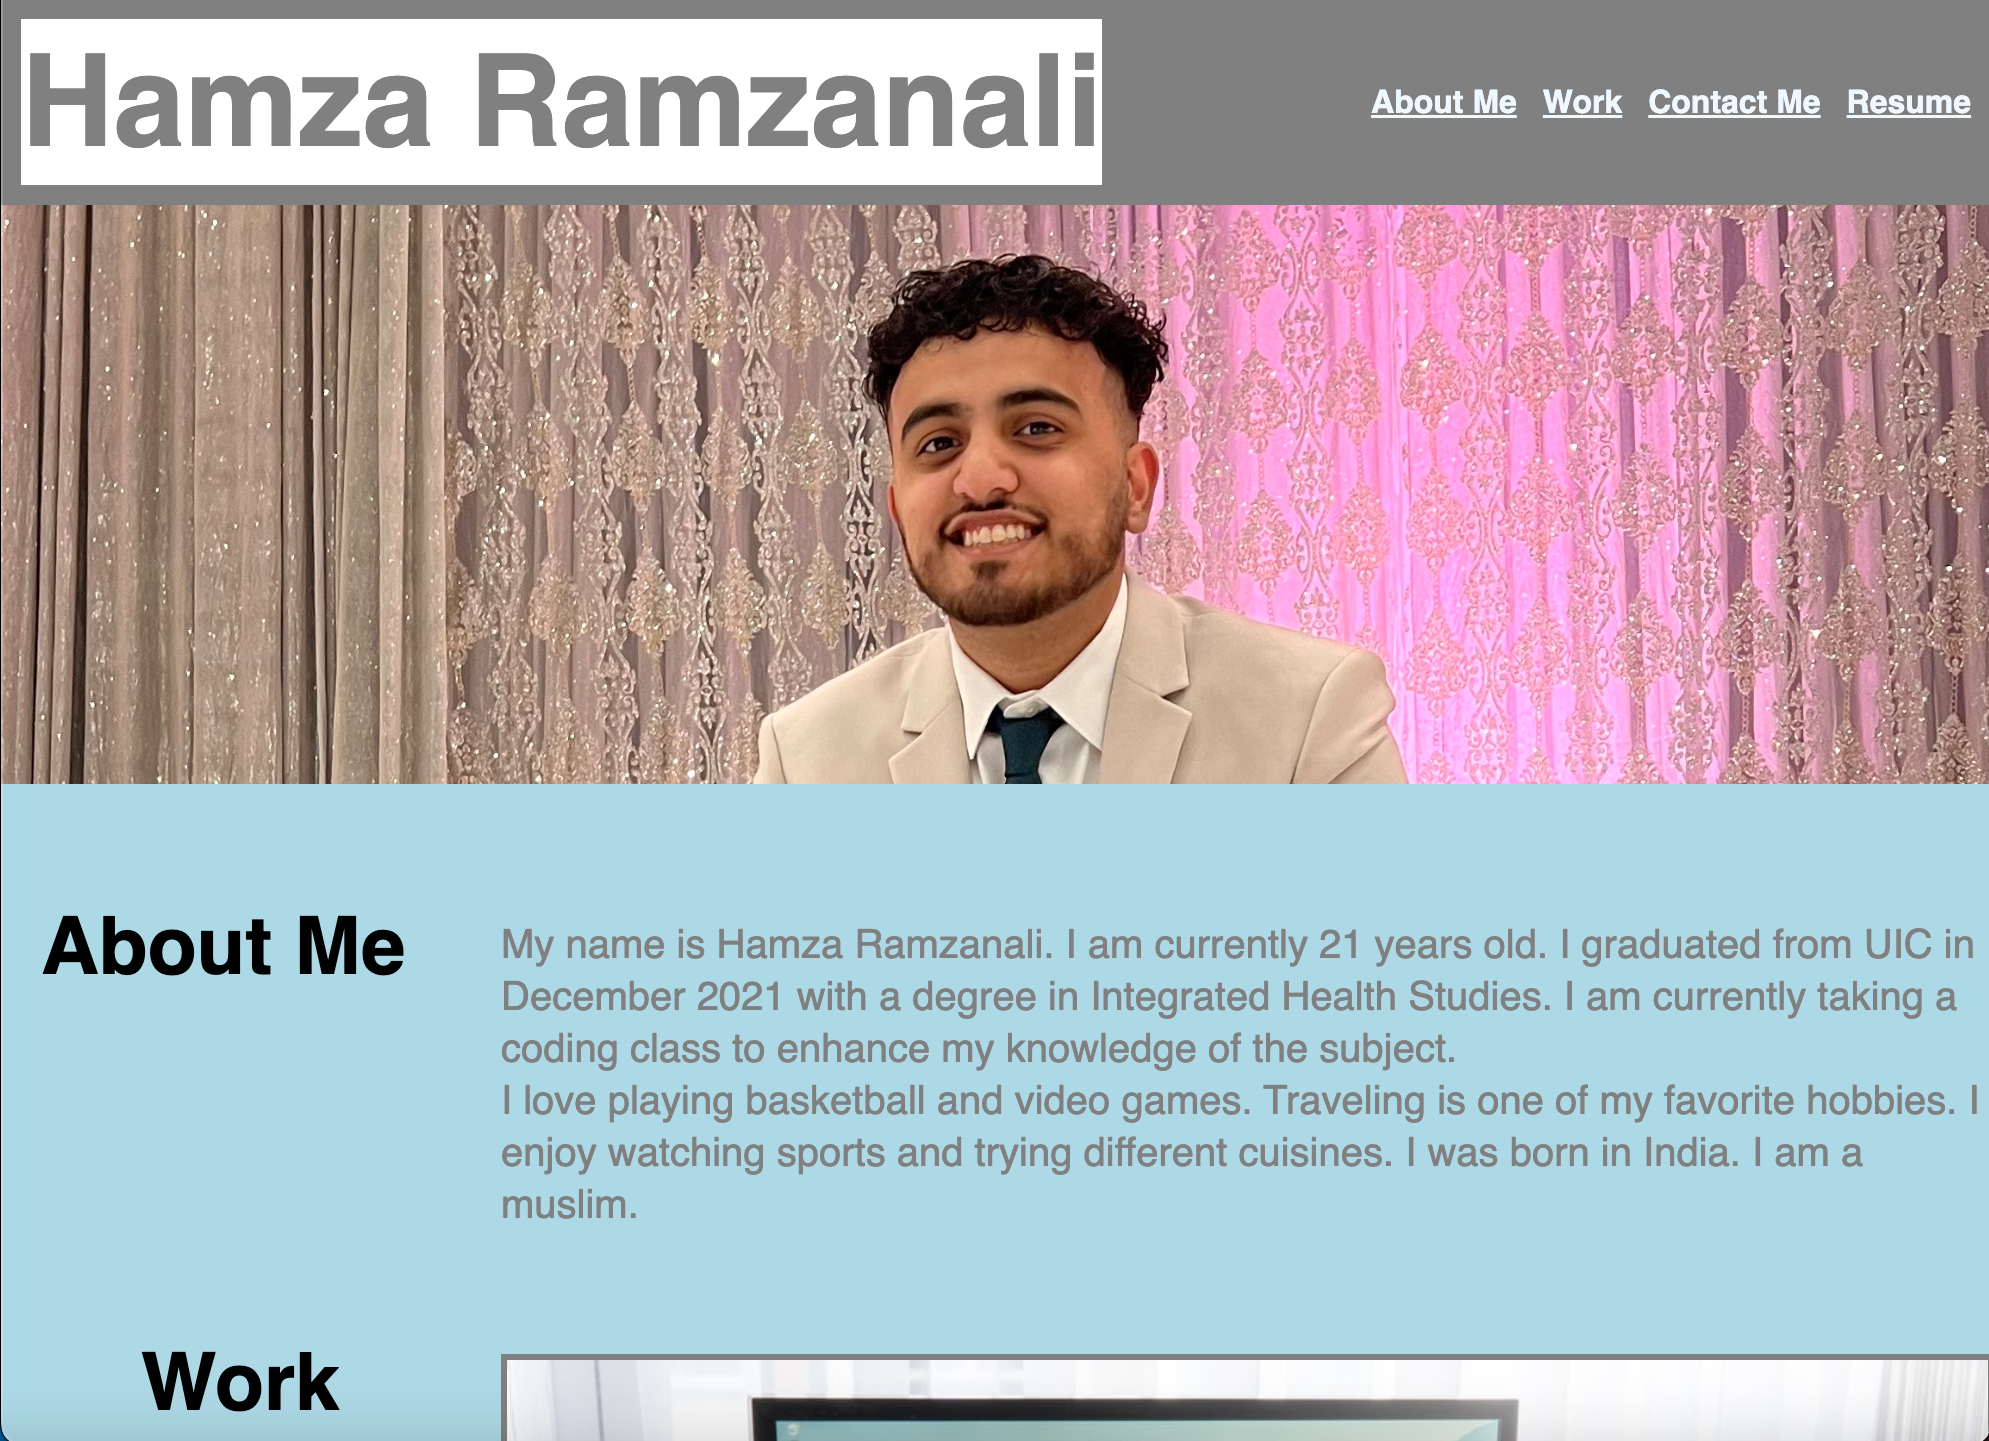 Hamza Ramzanali
About Me Work Contact Me Resume
About Me
My name is Hamza Ramzanali. I am currently 21 years old. I graduated from UIC in
December 2021 with a degree in Integrated Health Studies. I am currently taking a
coding class to enhance my knowledge of the subject.
I love playing basketball and video games. Traveling is one of my favorite hobbies. I
enjoy watching sports and trying different cuisines. I was born in India. I am a
muslim.
Work